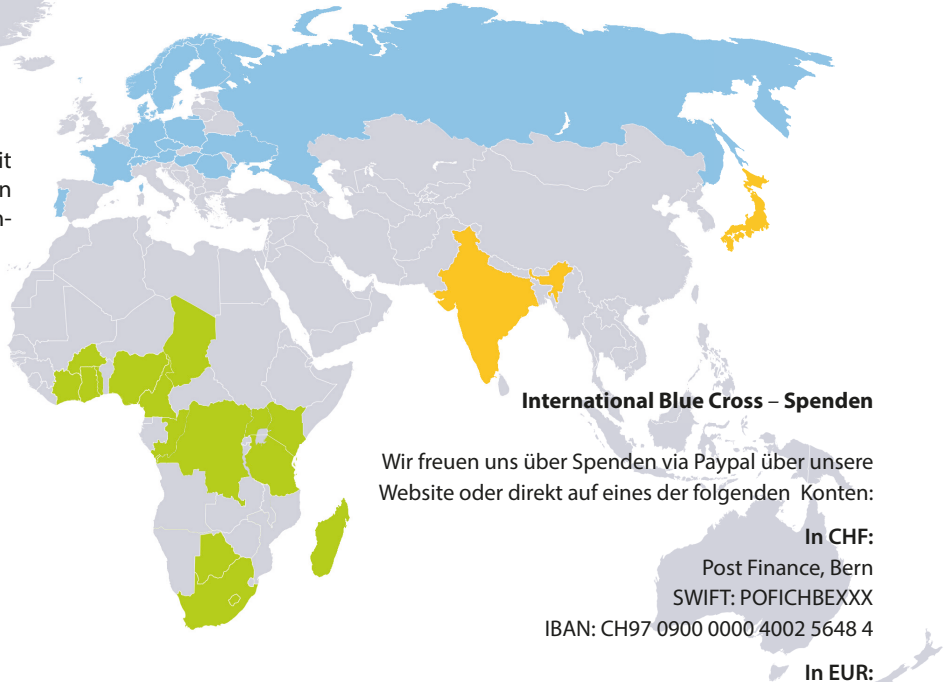 it
n
n-
International Blue Cross – Spenden
Wir freuen uns über Spenden via Paypal über unsere
Website oder direkt auf eines der folgenden Konten:
In CHF:
Post Finance, Bern
SWIFT: POFICHBEXXX
IBAN: CH97 0900 0000 4002 5648 4
In EUR: